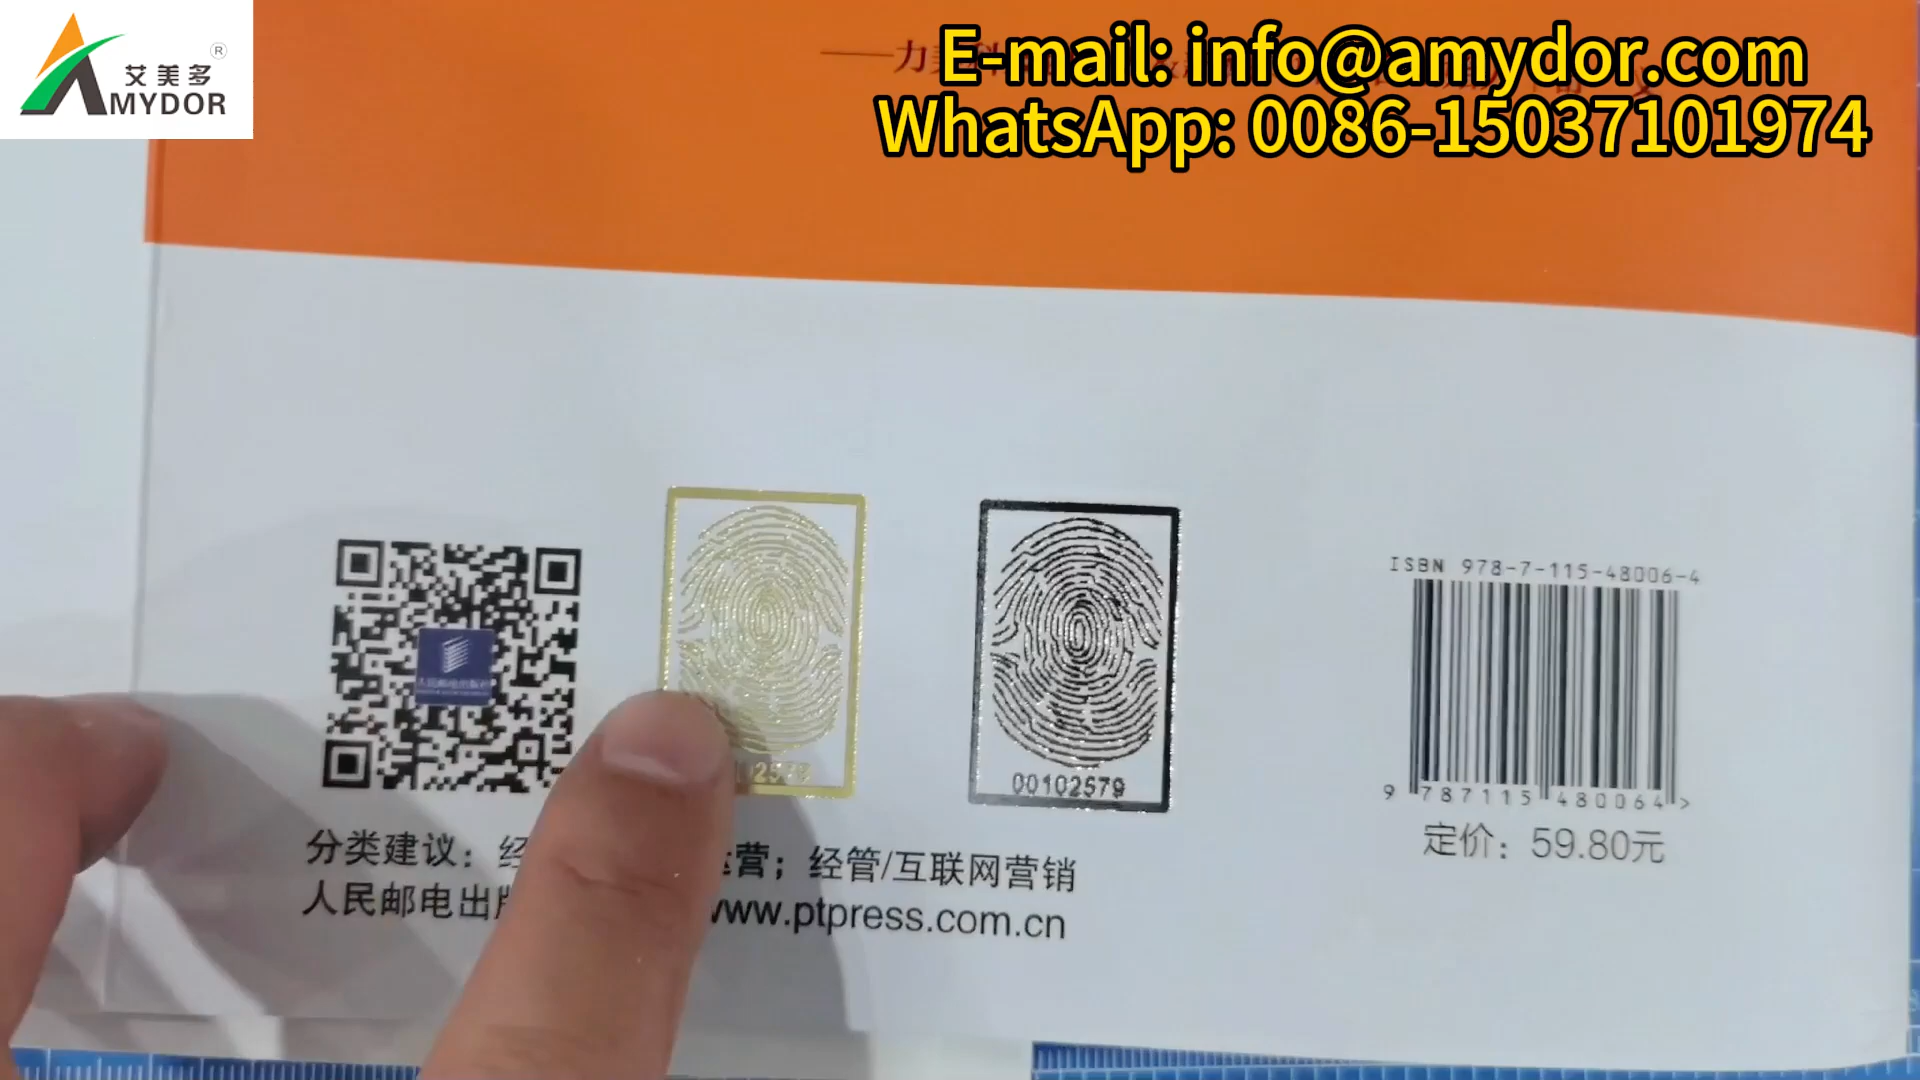 艾美多®
AMYDOR
E-mail: info@amydor.com
WhatsApp: 0086-15037101974
ISBN 978-7-115-48006-4
00102579
9 787115 480064 >
定价：59.80元
分类建议：经 运营；经管/互联网营销
人民邮电出版 www.ptpress.com.cn